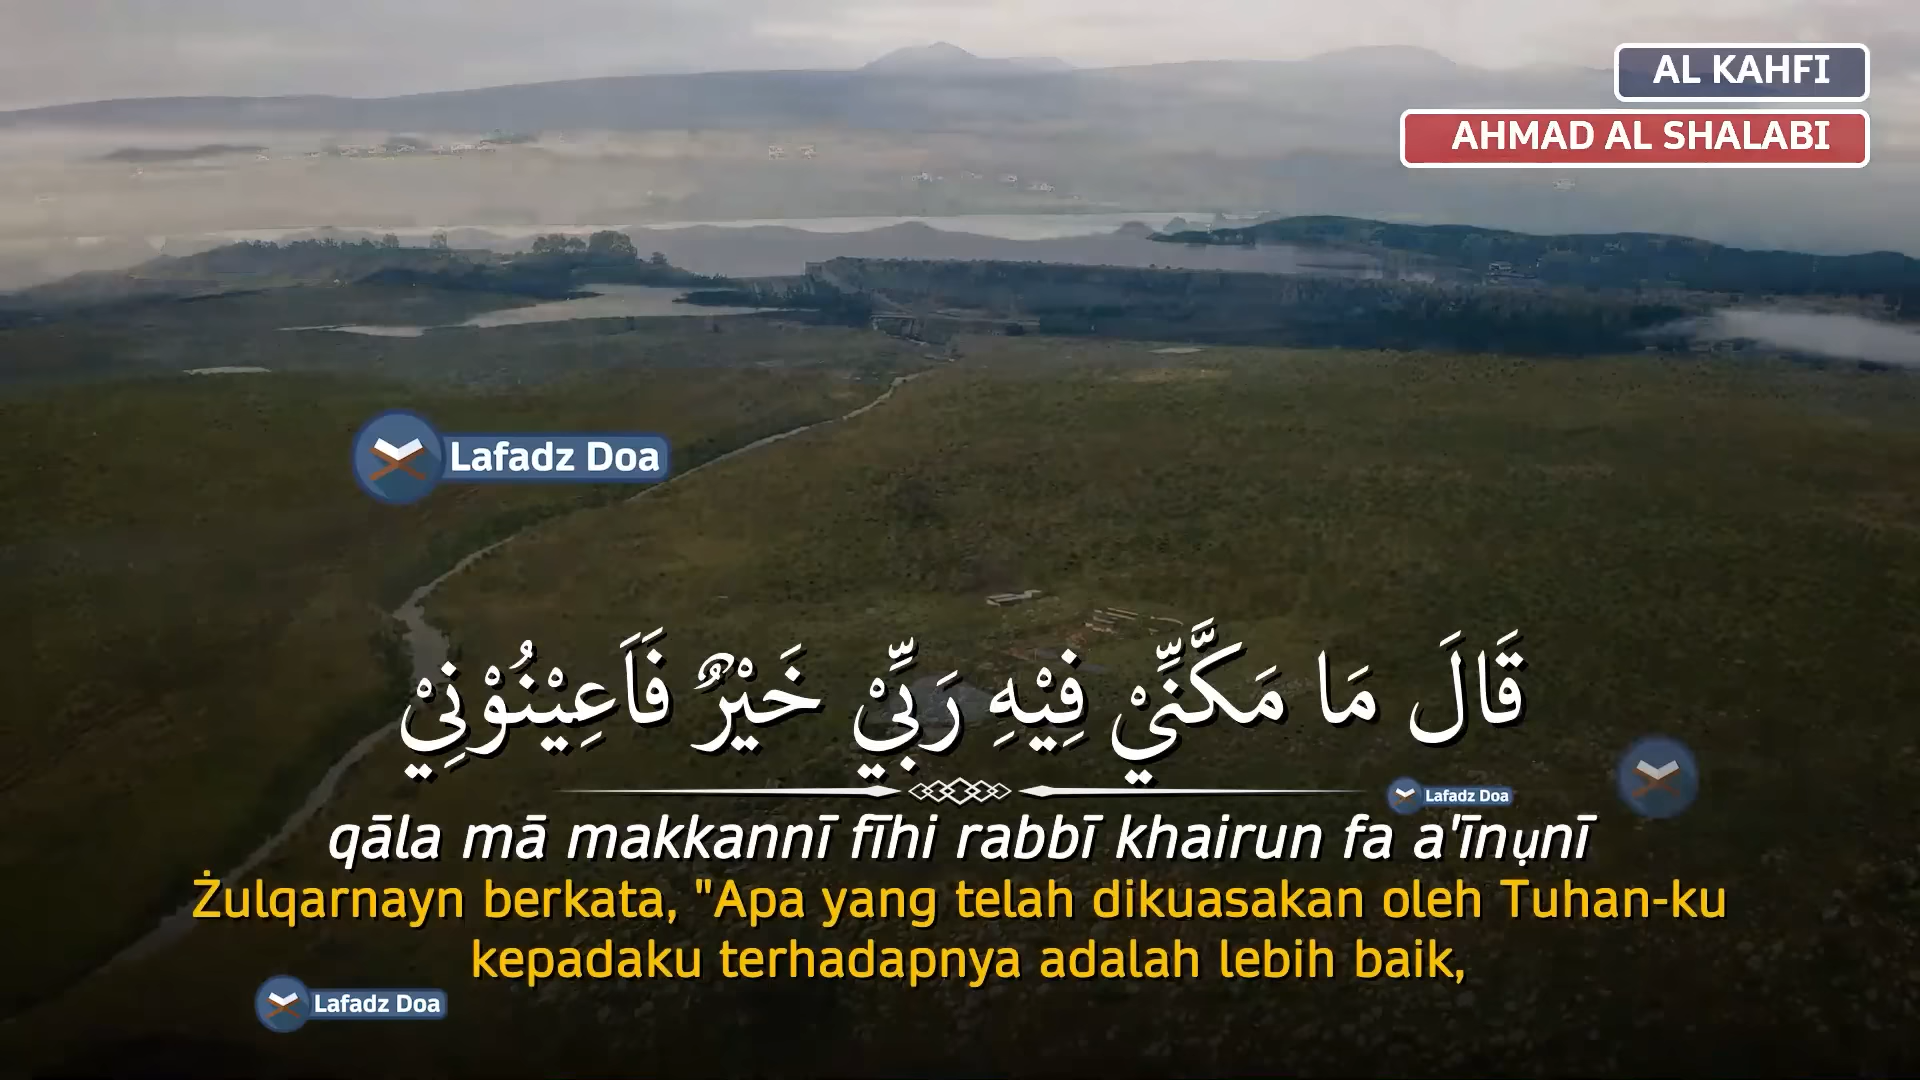 AL KAHFI
AHMAD AL SHALABI
Lafadz Doa
قَالَ مَا مَكَّنِّيْ فِيْهِ رَبِّيْ خَيْرٌ فَاَعِيْنُوْنِيْ
Lafadz Doa
qāla mā makkannī fīhi rabbī khairun fa a'īnụnī
Żulqarnayn berkata, "Apa yang telah dikuasakan oleh Tuhan-ku
kepadaku terhadapnya adalah lebih baik,
Lafadz Doa